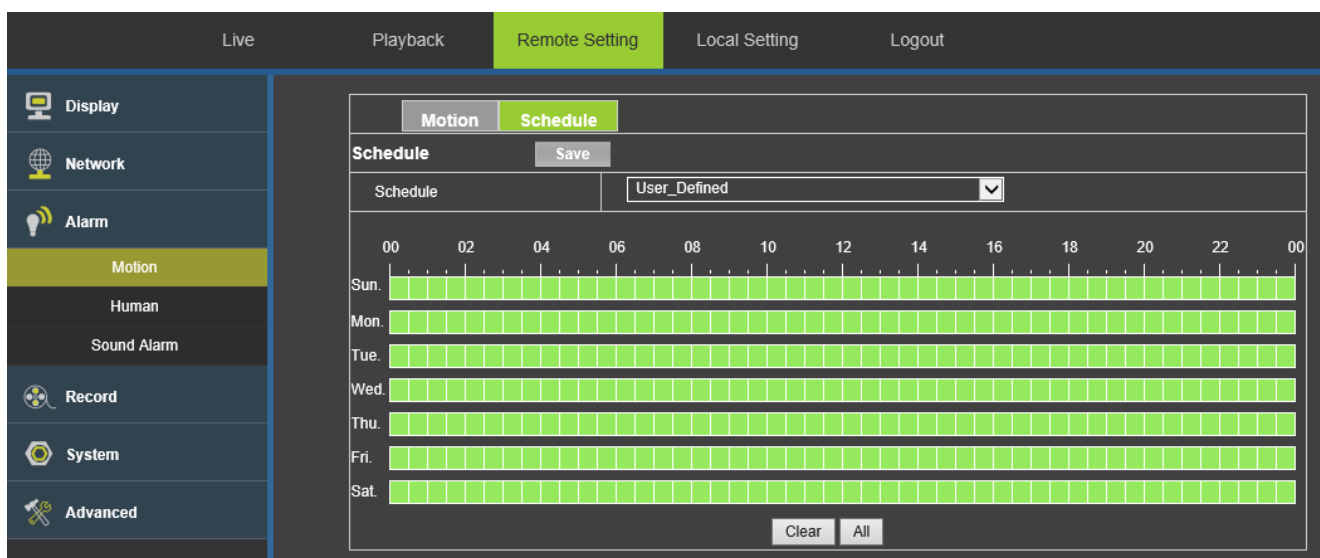 Live Playback Remote Setting Local Setting Logout
Display
Network
Alarm
Motion
Human
Sound Alarm
Record
System
Advanced
Motion Schedule
Schedule Save
Schedule User_Defined
00 02 04 06 08 10 12 14 16 18 20 22 00
Sun.
Mon.
Tue.
Wed.
Thu.
Fri.
Sat.
Clear All